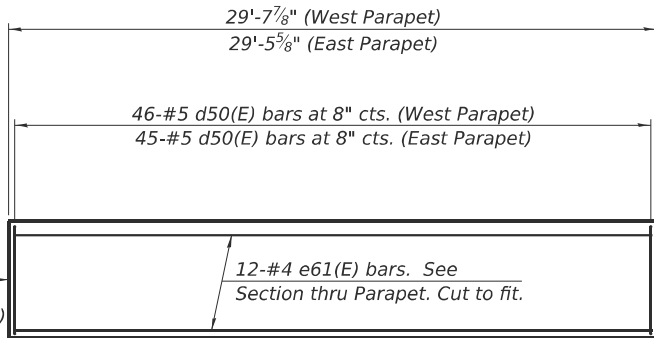 29'-7⅞" (West Parapet)
29'-5⅝" (East Parapet)
46-#5 d50(E) bars at 8" cts. (West Parapet)
45-#5 d50(E) bars at 8" cts. (East Parapet)
12-#4 e61(E) bars. See
Section thru Parapet. Cut to fit.
)